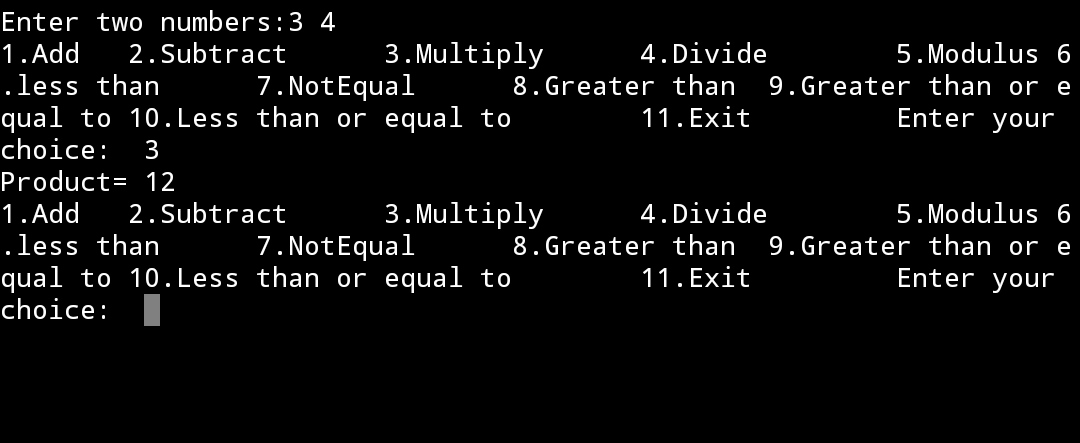 Enter two numbers:3 4
1.Add   2.Subtract      3.Multiply      4.Divide        5.Modulus 6
.less than      7.NotEqual      8.Greater than  9.Greater than or e
qual to 10.Less than or equal to        11.Exit         Enter your
choice:  3
Product= 12
1.Add   2.Subtract      3.Multiply      4.Divide        5.Modulus 6
.less than      7.NotEqual      8.Greater than  9.Greater than or e
qual to 10.Less than or equal to        11.Exit         Enter your
choice: